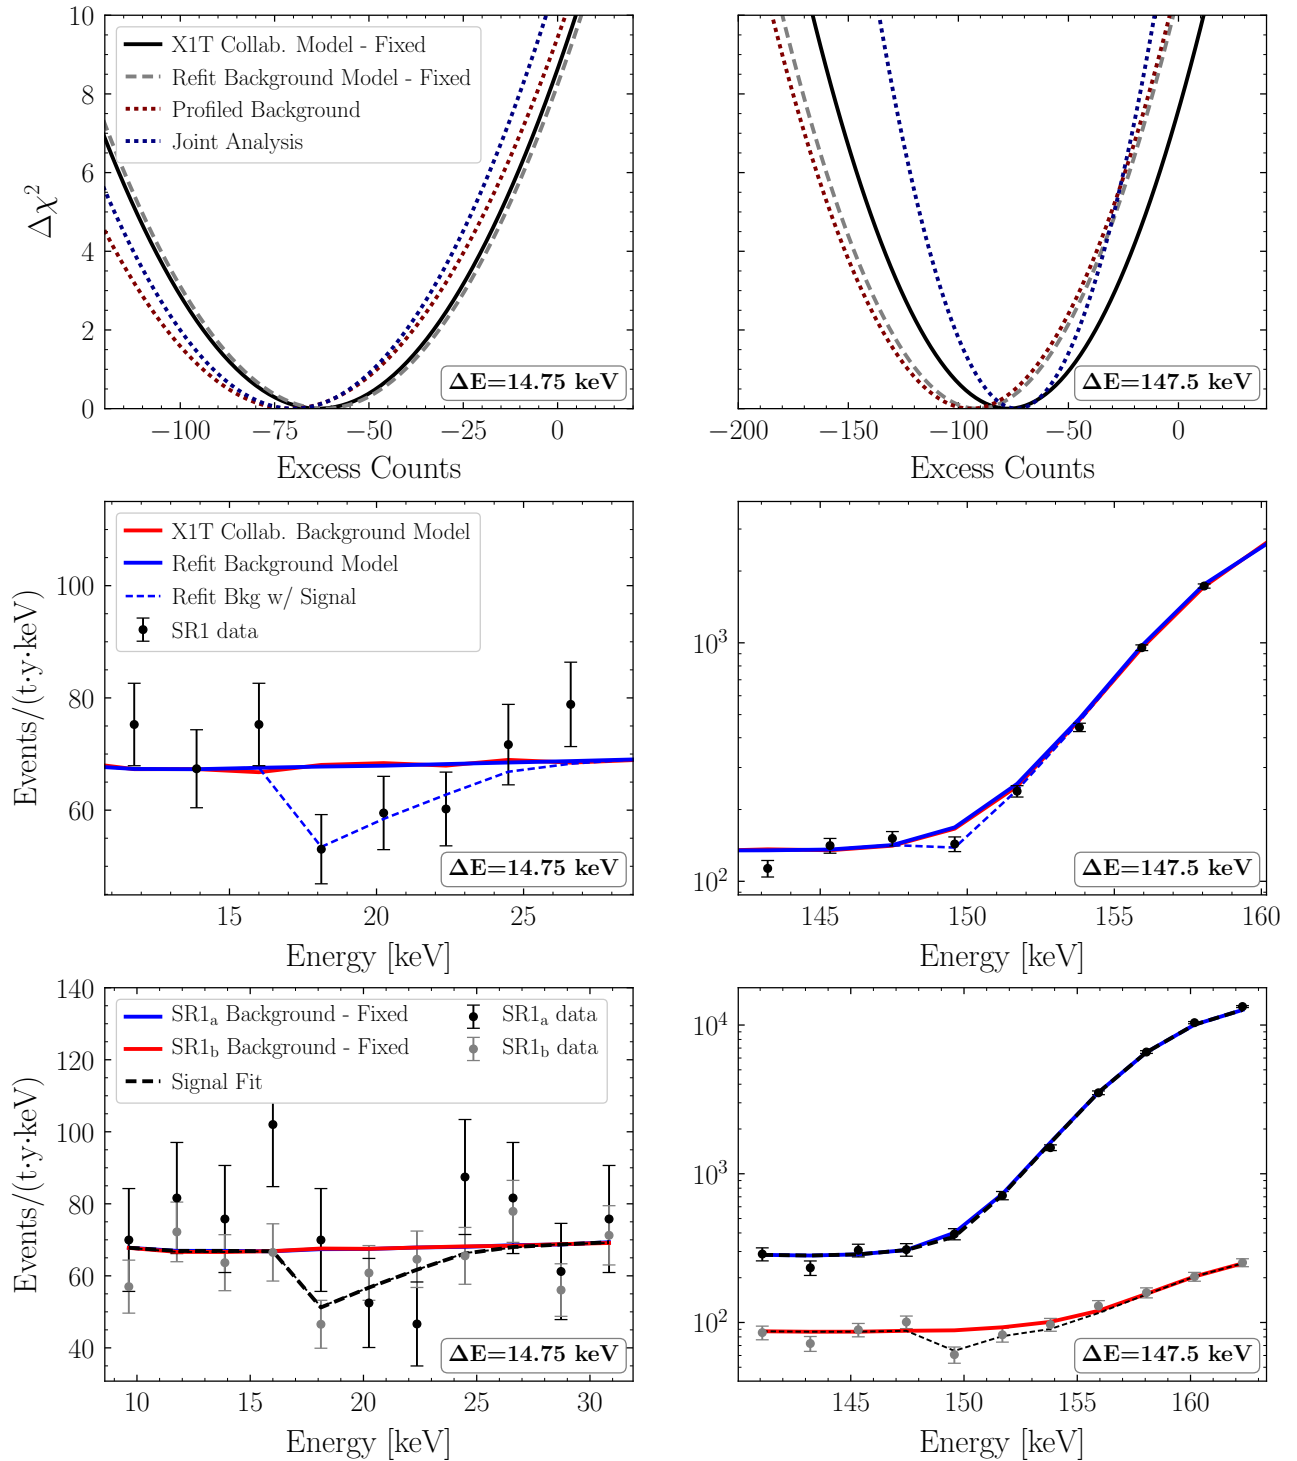 10
8
6
4
2
0
Δχ²
X1T Collab. Model - Fixed
Refit Background Model - Fixed
Profiled Background
Joint Analysis
ΔE=14.75 keV
−100 −75 −50 −25 0
Excess Counts
ΔE=147.5 keV
−200 −150 −100 −50 0
Excess Counts
100
80
60
Events/(t·y·keV)
X1T Collab. Background Model
Refit Background Model
Refit Bkg w/ Signal
SR1 data
ΔE=14.75 keV
15 20 25
Energy [keV]
10³
10²
ΔE=147.5 keV
145 150 155 160
Energy [keV]
140
120
100
80
60
40
Events/(t·y·keV)
SR1ₐ Background - Fixed
SR1_b Background - Fixed
Signal Fit
SR1ₐ data
SR1_b data
ΔE=14.75 keV
10 15 20 25 30
Energy [keV]
10⁴
10³
10²
ΔE=147.5 keV
145 150 155 160
Energy [keV]